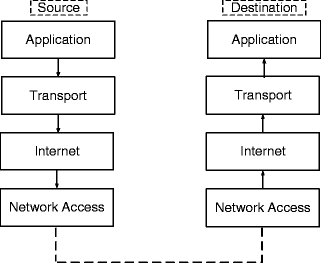 Source
Destination
Application
Application
Transport
Transport
Internet
Internet
Network Access
Network Access